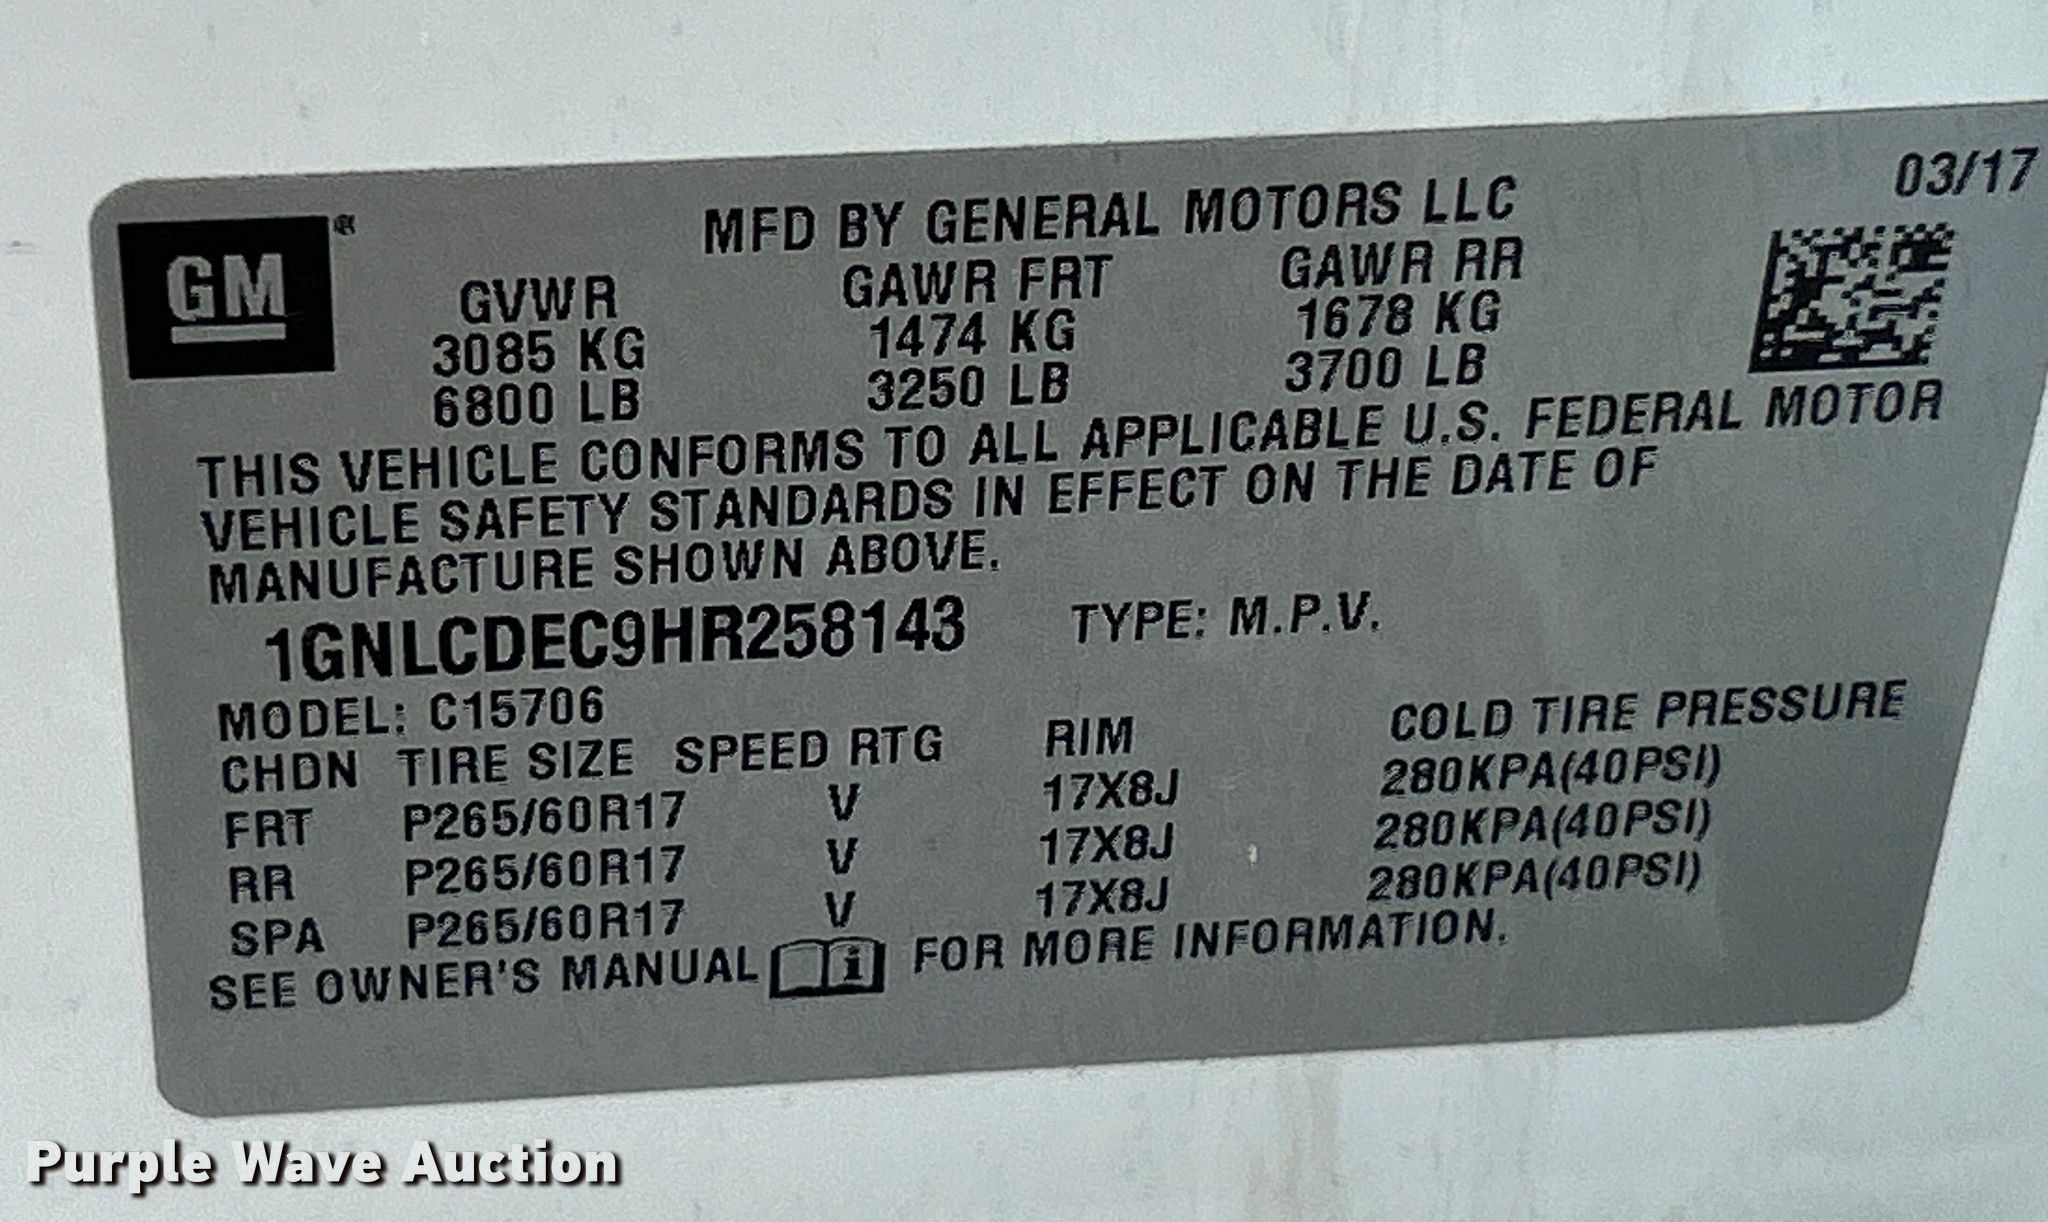 03/17
GM
MFD BY GENERAL MOTORS LLC
GVWR GAWR FRT GAWR RR
3085 KG 1474 KG 1678 KG
6800 LB 3250 LB 3700 LB
THIS VEHICLE CONFORMS TO ALL APPLICABLE U.S. FEDERAL MOTOR
VEHICLE SAFETY STANDARDS IN EFFECT ON THE DATE OF
MANUFACTURE SHOWN ABOVE.
1GNLCDEC9HR258143 TYPE: M.P.V.
MODEL: C15706
CHDN TIRE SIZE SPEED RTG RIM COLD TIRE PRESSURE
FRT P265/60R17 V 17X8J 280KPA(40PSI)
RR P265/60R17 V 17X8J 280KPA(40PSI)
SPA P265/60R17 V 17X8J 280KPA(40PSI)
SEE OWNER'S MANUAL i FOR MORE INFORMATION.
Purple Wave Auction